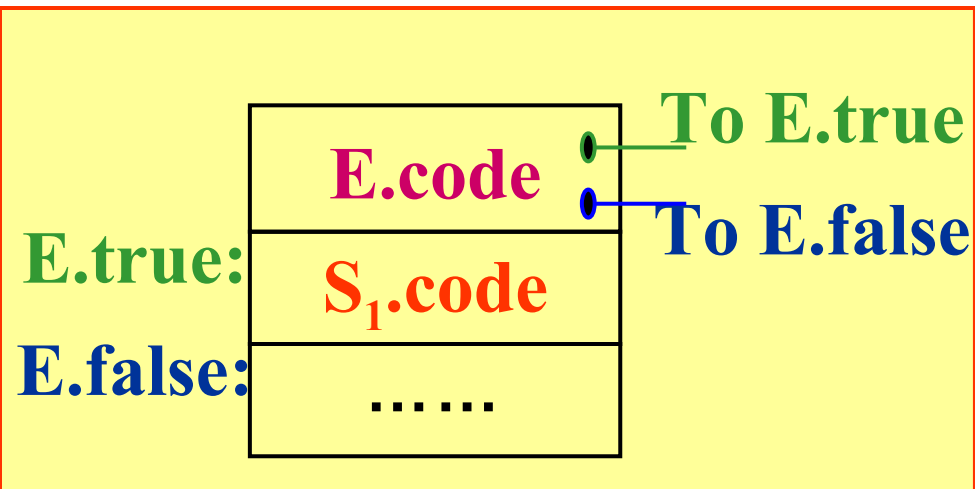 To E.true
E.code
To E.false
E.true:
S₁.code
E.false:
……